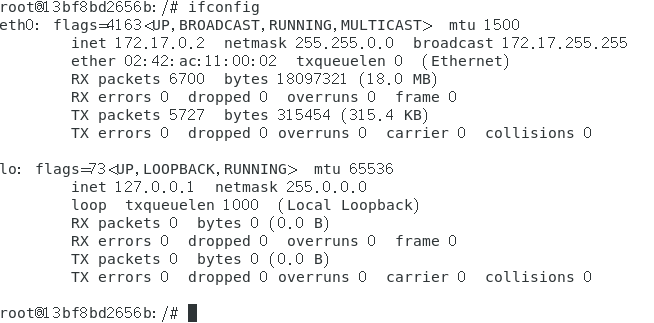 root@13bf8bd2656b:/# ifconfig
eth0: flags=4163<UP,BROADCAST,RUNNING,MULTICAST>  mtu 1500
        inet 172.17.0.2  netmask 255.255.0.0  broadcast 172.17.255.255
        ether 02:42:ac:11:00:02  txqueuelen 0  (Ethernet)
        RX packets 6700  bytes 18097321 (18.0 MB)
        RX errors 0  dropped 0  overruns 0  frame 0
        TX packets 5727  bytes 315454 (315.4 KB)
        TX errors 0  dropped 0 overruns 0  carrier 0  collisions 0

lo: flags=73<UP,LOOPBACK,RUNNING>  mtu 65536
        inet 127.0.0.1  netmask 255.0.0.0
        loop  txqueuelen 1000  (Local Loopback)
        RX packets 0  bytes 0 (0.0 B)
        RX errors 0  dropped 0  overruns 0  frame 0
        TX packets 0  bytes 0 (0.0 B)
        TX errors 0  dropped 0 overruns 0  carrier 0  collisions 0

root@13bf8bd2656b:/#